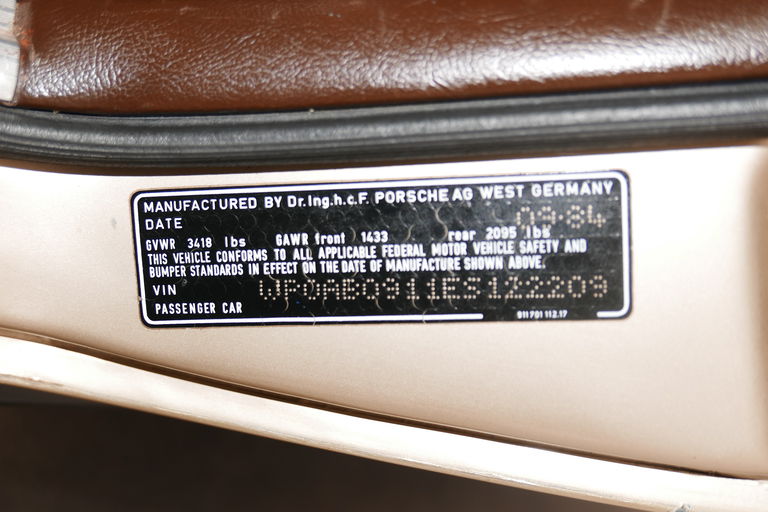 MANUFACTURED BY Dr.Ing.h.c.F. PORSCHE AG WEST GERMANY
DATE 09·84
GVWR 3418 lbs GAWR front 1433 rear 2095 lbs
THIS VEHICLE CONFORMS TO ALL APPLICABLE FEDERAL MOTOR VEHICLE SAFETY AND
BUMPER STANDARDS IN EFFECT ON THE DATE OF MANUFACTURE SHOWN ABOVE.
VIN WP0AB0911ES122209
PASSENGER CAR
911 701 112.17